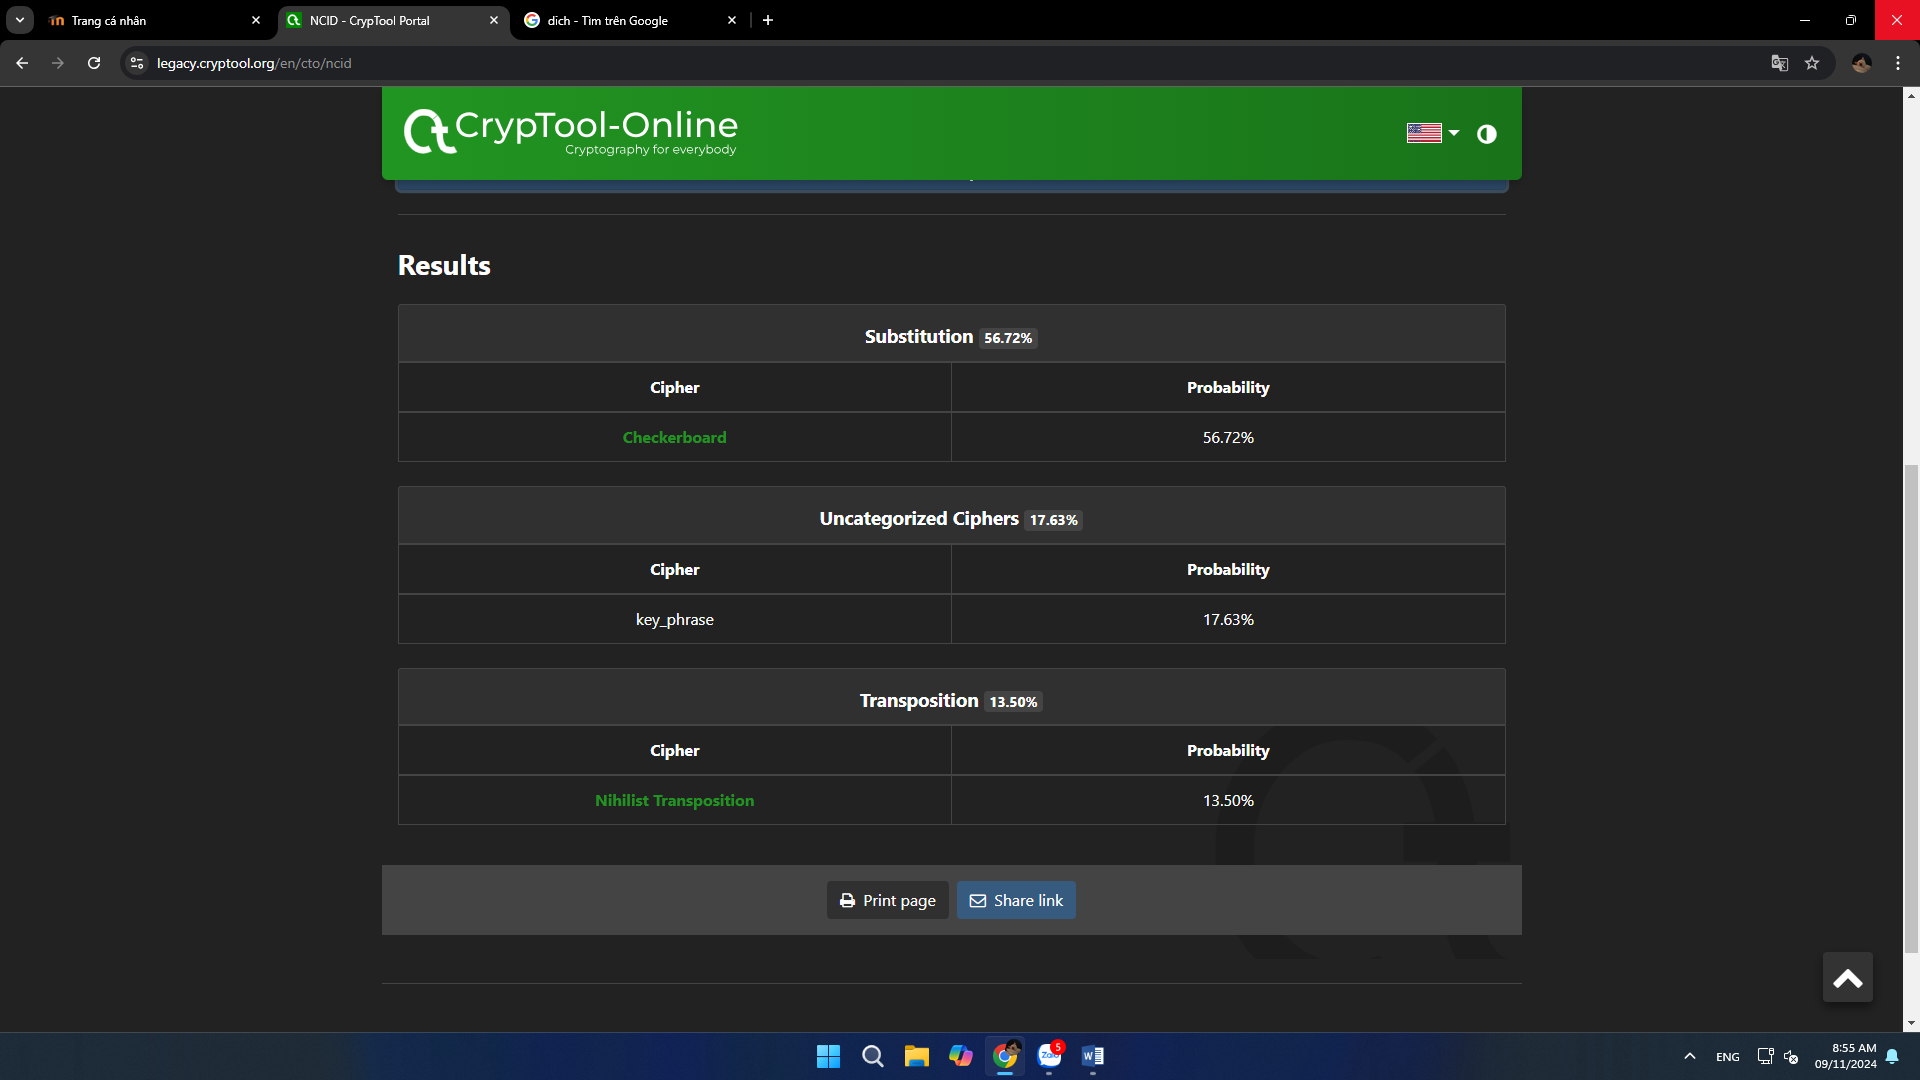 Trang cá nhân
NCID - CrypTool Portal
dich - Tìm trên Google
legacy.cryptool.org/en/cto/ncid
CrypTool-Online
Cryptography for everybody
Results
Substitution 56.72%
Cipher Probability
Checkerboard 56.72%
Uncategorized Ciphers 17.63%
Cipher Probability
key_phrase 17.63%
Transposition 13.50%
Cipher Probability
Nihilist Transposition 13.50%
Print page Share link
Zalo 5
ENG
8:55 AM
09/11/2024